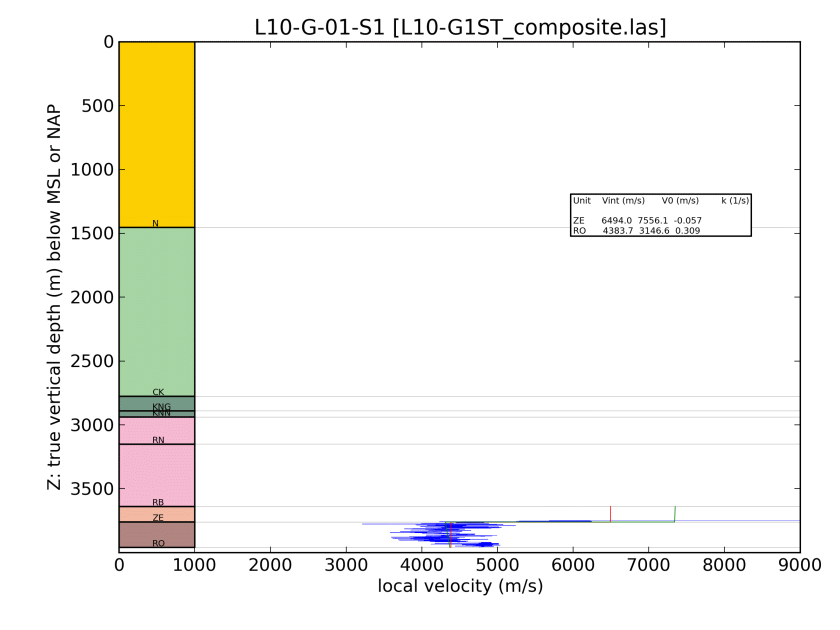 L10-G-01-S1 [L10-G1ST_composite.las]
Z: true vertical depth (m) below MSL or NAP
0
500
1000
1500
2000
2500
3000
3500
N
CK
KNG
KNN
RN
RB
ZE
RO
Unit Vint (m/s) V0 (m/s) k (1/s)
ZE 6494.0 7556.1 -0.057
RO 4383.7 3146.6 0.309
0 1000 2000 3000 4000 5000 6000 7000 8000 9000
local velocity (m/s)